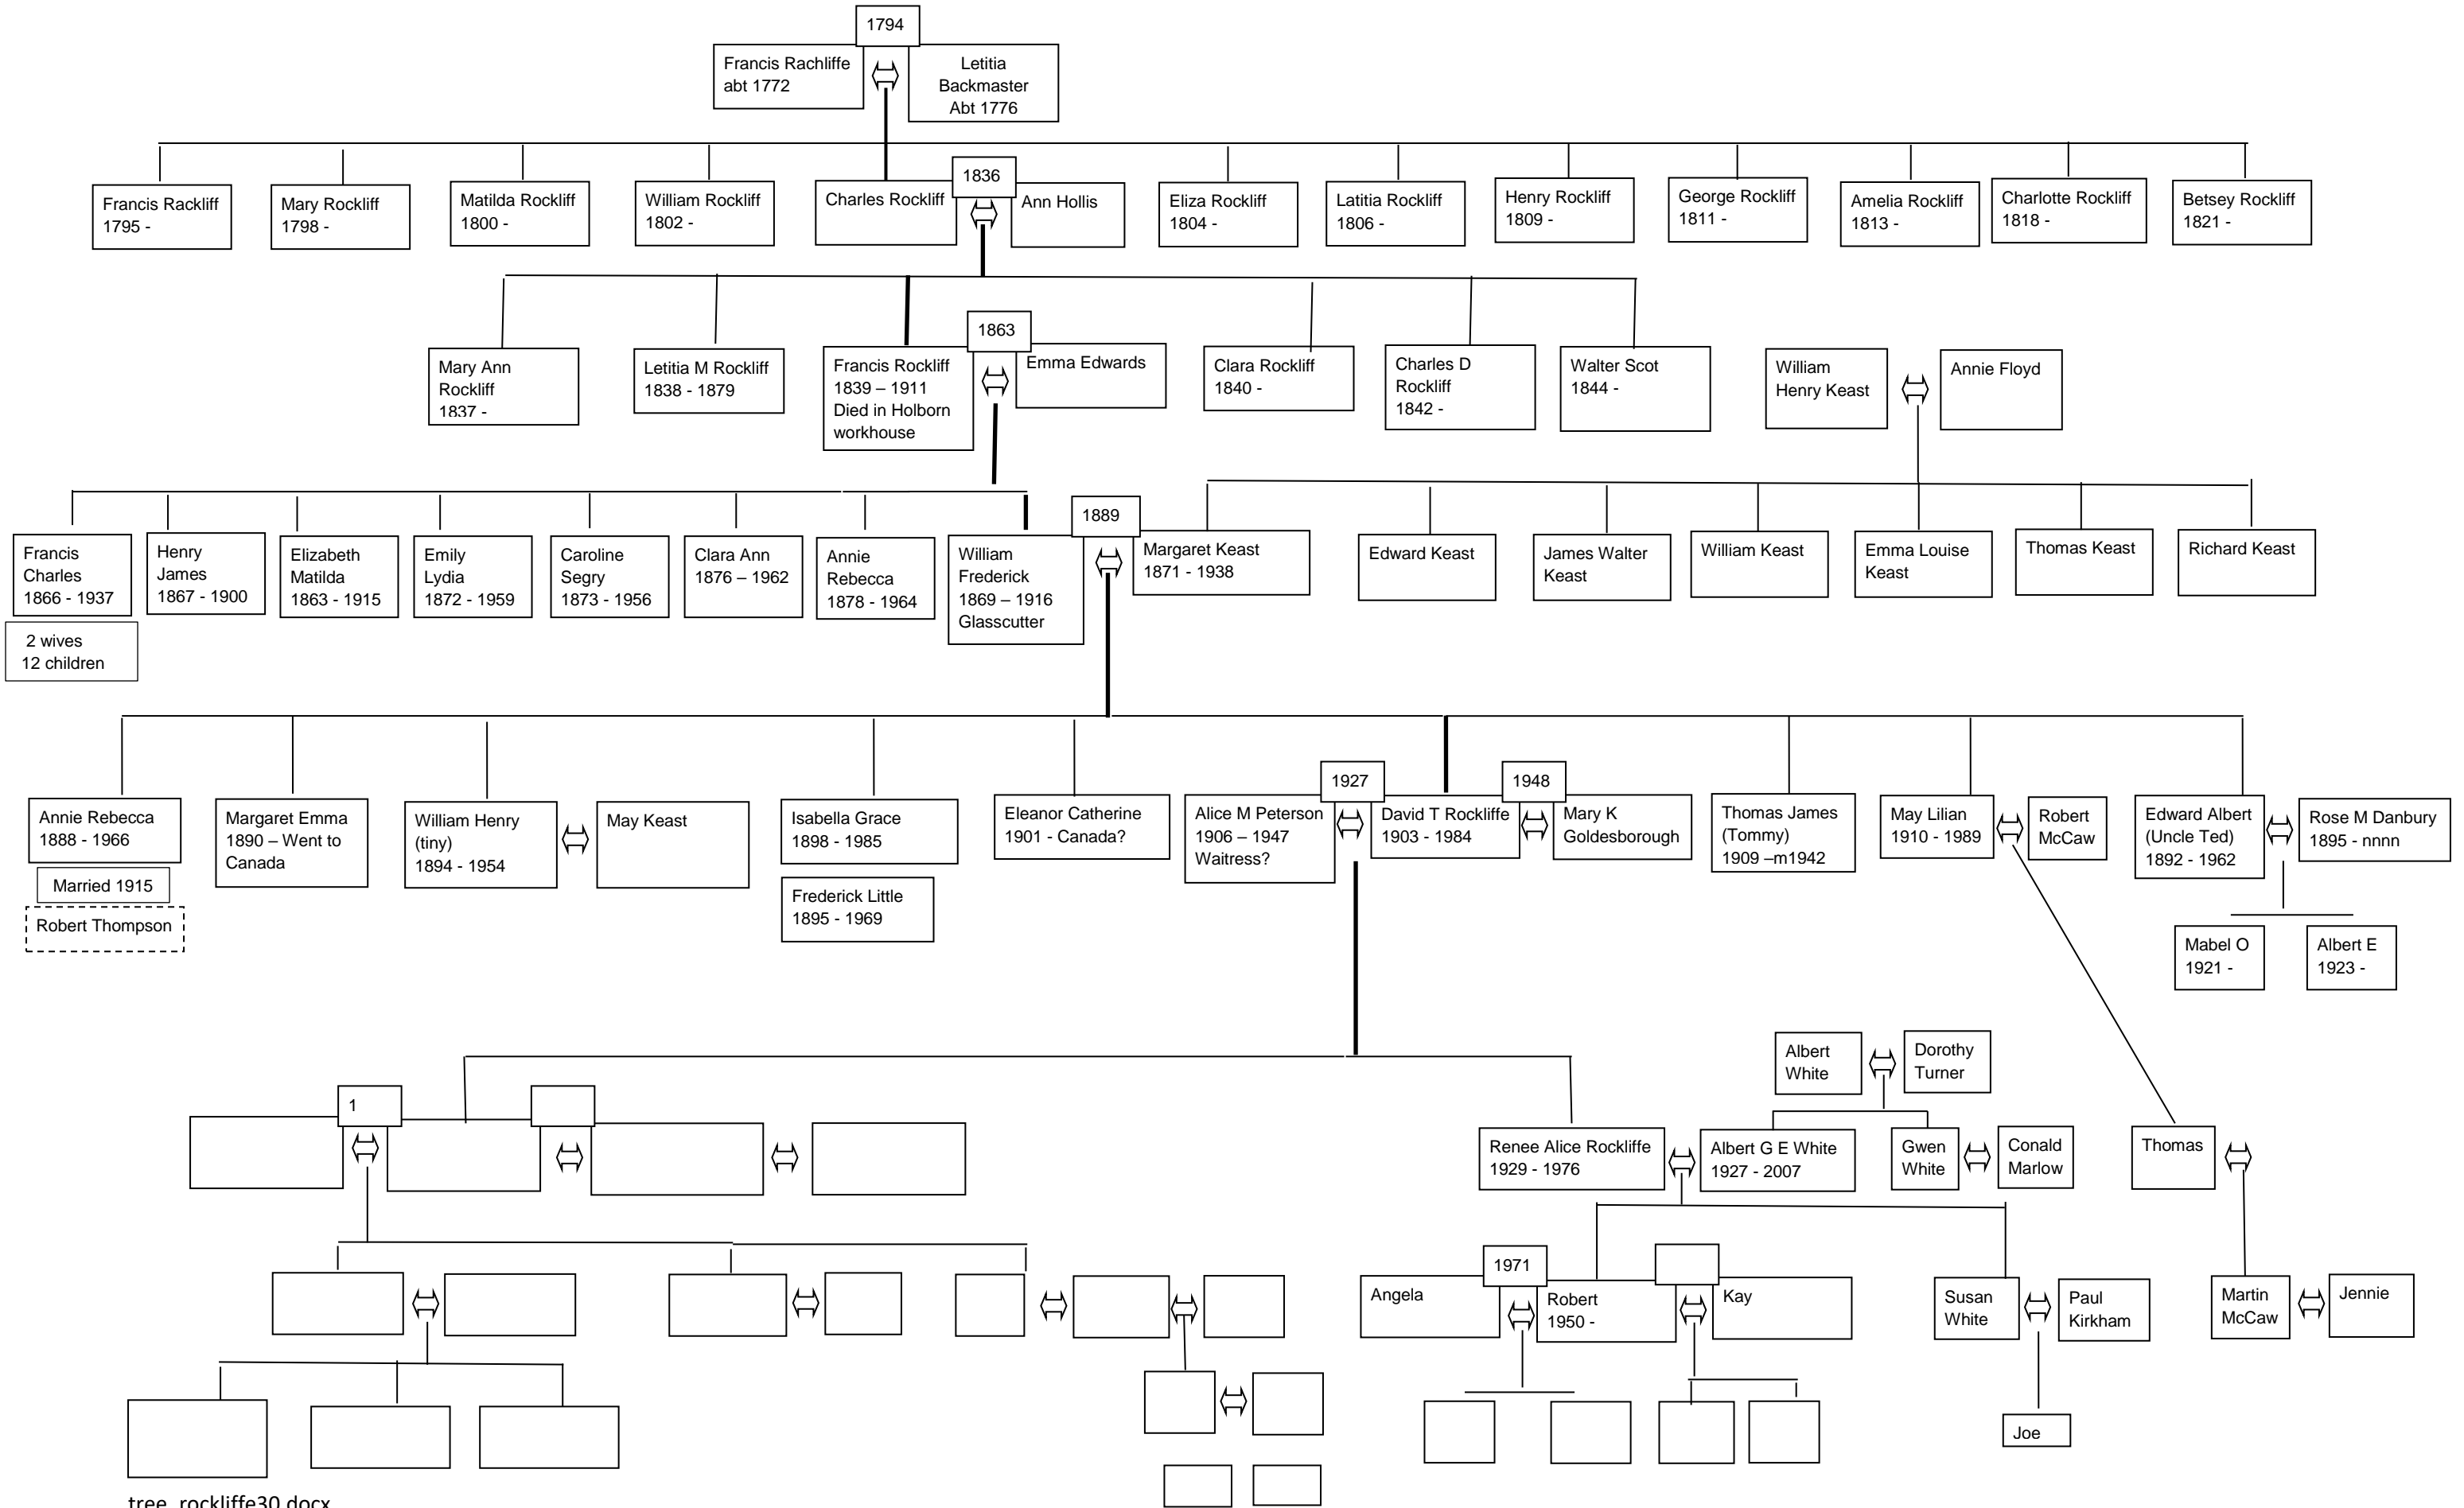 1794
Francis Rachliffe
abt 1772
Letitia
Backmaster
Abt 1776
Francis Rackliff
1795 -
Mary Rockliff
1798 -
Matilda Rockliff
1800 -
William Rockliff
1802 -
Charles Rockliff
1836
Ann Hollis
Eliza Rockliff
1804 -
Latitia Rockliff
1806 -
Henry Rockliff
1809 -
George Rockliff
1811 -
Amelia Rockliff
1813 -
Charlotte Rockliff
1818 -
Betsey Rockliff
1821 -
Mary Ann
Rockliff
1837 -
Letitia M Rockliff
1838 - 1879
Francis Rockliff
1839 – 1911
Died in Holborn
workhouse
1863
Emma Edwards
Clara Rockliff
1840 -
Charles D
Rockliff
1842 -
Walter Scot
1844 -
William
Henry Keast
Annie Floyd
Francis
Charles
1866 - 1937
2 wives
12 children
Henry
James
1867 - 1900
Elizabeth
Matilda
1863 - 1915
Emily
Lydia
1872 - 1959
Caroline
Segry
1873 - 1956
Clara Ann
1876 – 1962
Annie
Rebecca
1878 - 1964
William
Frederick
1869 – 1916
Glasscutter
1889
Margaret Keast
1871 - 1938
Edward Keast
James Walter
Keast
William Keast
Emma Louise
Keast
Thomas Keast
Richard Keast
Annie Rebecca
1888 - 1966
Married 1915
Robert Thompson
Margaret Emma
1890 – Went to
Canada
William Henry
(tiny)
1894 - 1954
May Keast
Isabella Grace
1898 - 1985
Frederick Little
1895 - 1969
Eleanor Catherine
1901 - Canada?
Alice M Peterson
1906 – 1947
Waitress?
1927
David T Rockliffe
1903 - 1984
1948
Mary K
Goldesborough
Thomas James
(Tommy)
1909 –m1942
May Lilian
1910 - 1989
Robert
McCaw
Edward Albert
(Uncle Ted)
1892 - 1962
Rose M Danbury
1895 - nnnn
Mabel O
1921 -
Albert E
1923 -
Albert
White
Dorothy
Turner
1
Renee Alice Rockliffe
1929 - 1976
Albert G E White
1927 - 2007
Gwen
White
Conald
Marlow
Thomas
Angela
1971
Robert
1950 -
Kay
Susan
White
Paul
Kirkham
Martin
McCaw
Jennie
Joe
tree_rockliffe30.docx